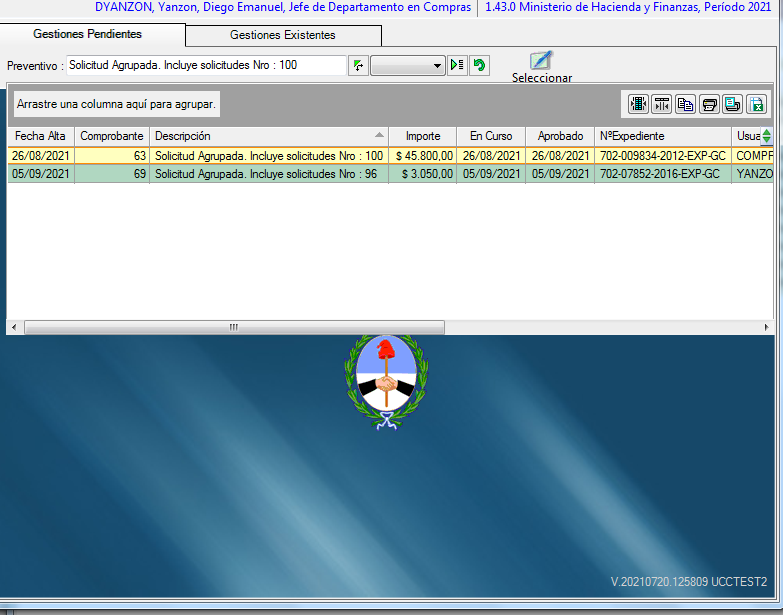 DYANZON, Yanzon, Diego Emanuel, Jefe de Departamento en Compras 1.43.0 Ministerio de Hacienda y Finanzas, Período 2021
Gestiones Pendientes Gestiones Existentes
Preventivo : Solicitud Agrupada. Incluye solicitudes Nro : 100
Seleccionar
Arrastre una columna aquí para agrupar.
Fecha Alta Comprobante Descripción Importe En Curso Aprobado NºExpediente Usua
26/08/2021 63 Solicitud Agrupada. Incluye solicitudes Nro : 100 $ 45.800,00 26/08/2021 26/08/2021 702-009834-2012-EXP-GC COMPF
05/09/2021 69 Solicitud Agrupada. Incluye solicitudes Nro : 96 $ 3.050,00 05/09/2021 05/09/2021 702-07852-2016-EXP-GC YANZO
V.20210720.125809 UCCTEST2